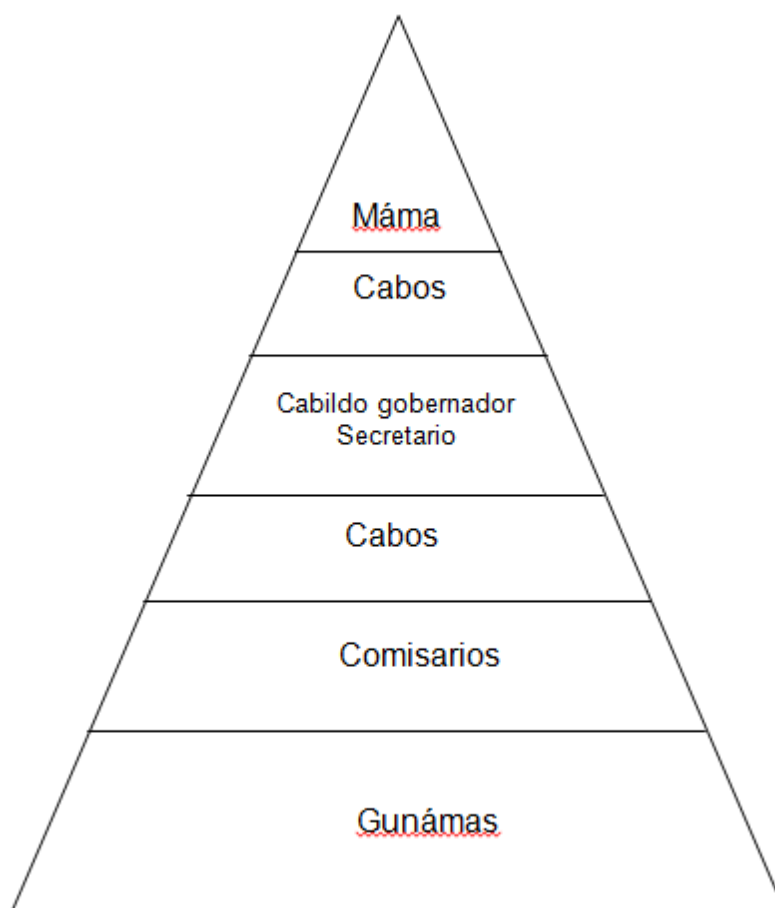 Máma
Cabos
Cabildo gobernador
Secretario
Cabos
Comisarios
Gunámas